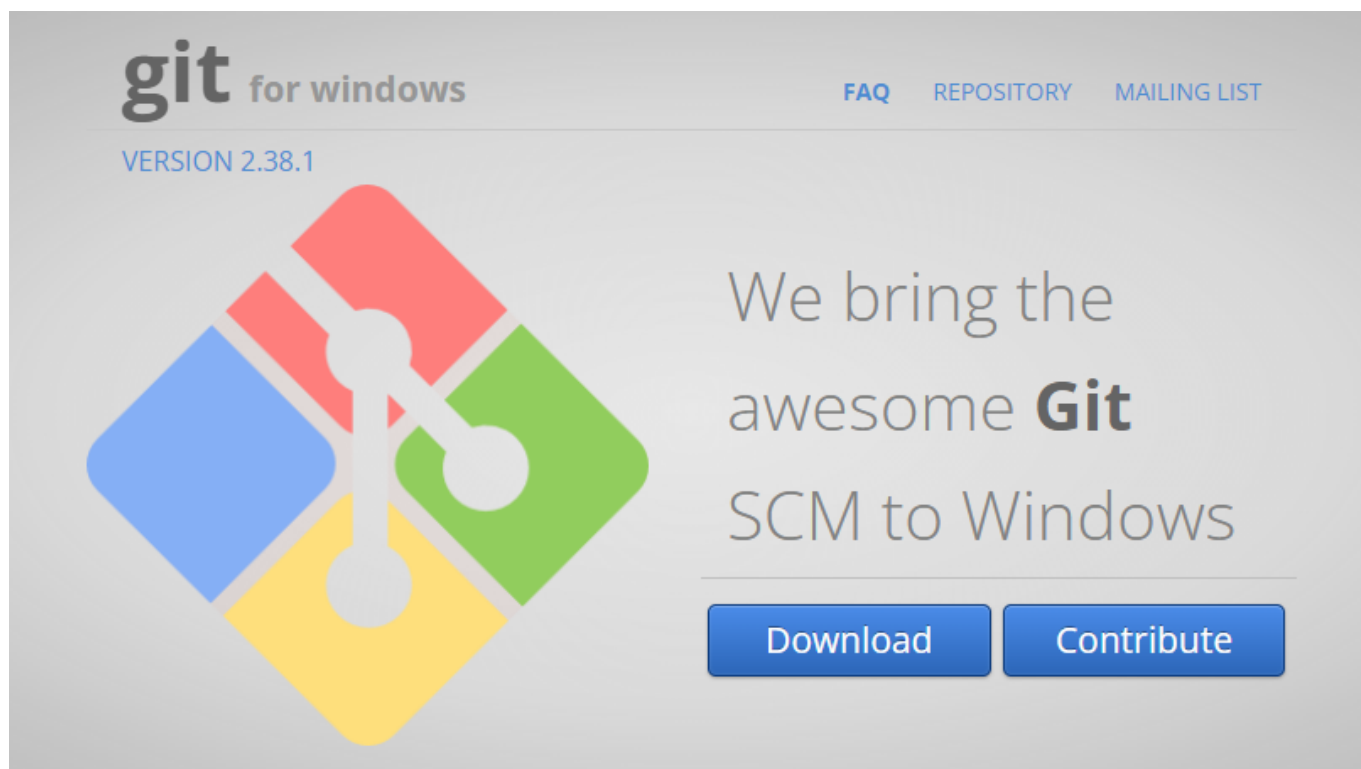 git for windows
FAQ REPOSITORY MAILING LIST
VERSION 2.38.1
We bring the
awesome Git
SCM to Windows
Download Contribute